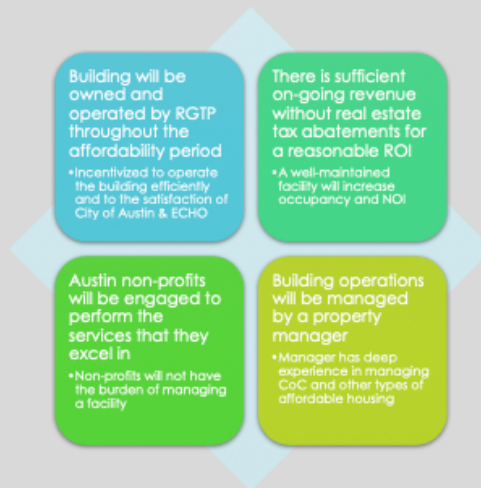 Building will be
owned and
operated by RGTP
throughout the
affordability period
•Incentivized to operate
the building efficiently
and to the satisfaction of
City of Austin & ECHO
There is sufficient
on-going revenue
without real estate
tax abatements for
a reasonable ROI
•A well-maintained
facility will increase
occupancy and NOI
Austin non-profits
will be engaged to
perform the
services that they
excel in
•Non-profits will not have
the burden of managing
a facility
Building operations
will be managed
by a property
manager
•Manager has deep
experience in managing
CoC and other types of
affordable housing